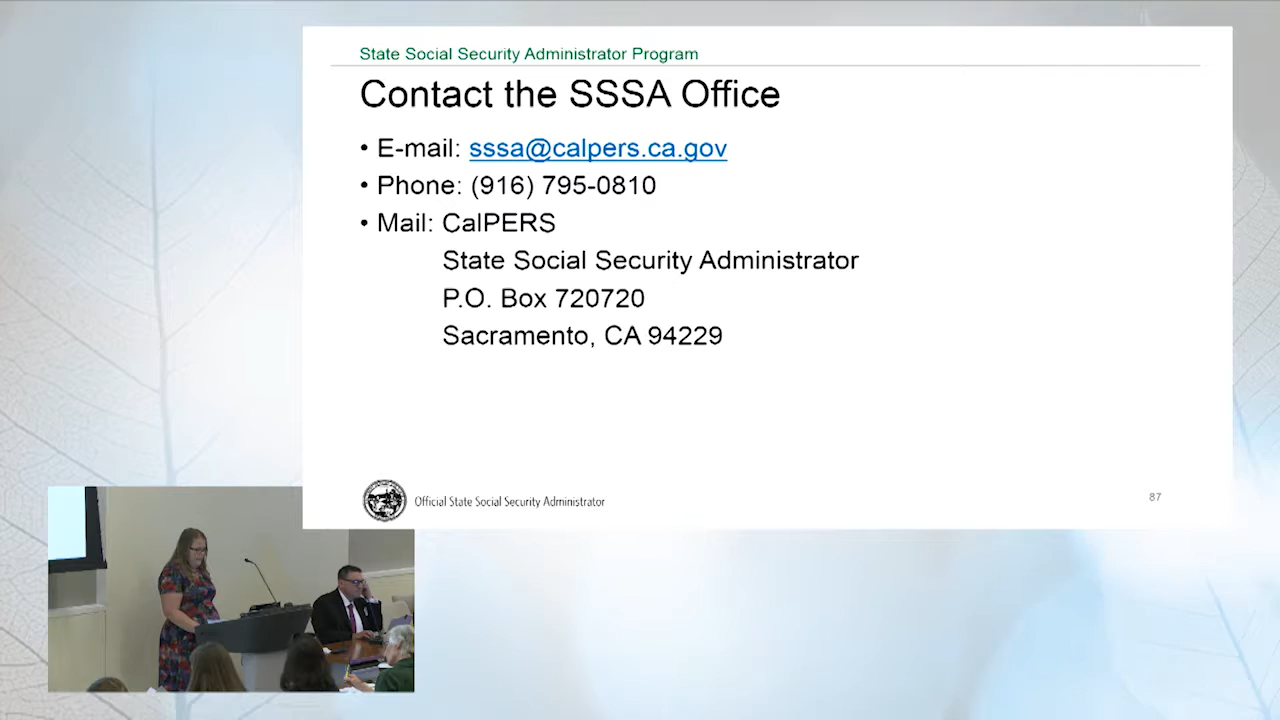 State Social Security Administrator Program
Contact the SSSA Office
• E-mail: sssa@calpers.ca.gov
• Phone: (916) 795-0810
• Mail: CalPERS
State Social Security Administrator
P.O. Box 720720
Sacramento, CA 94229
Official State Social Security Administrator
87